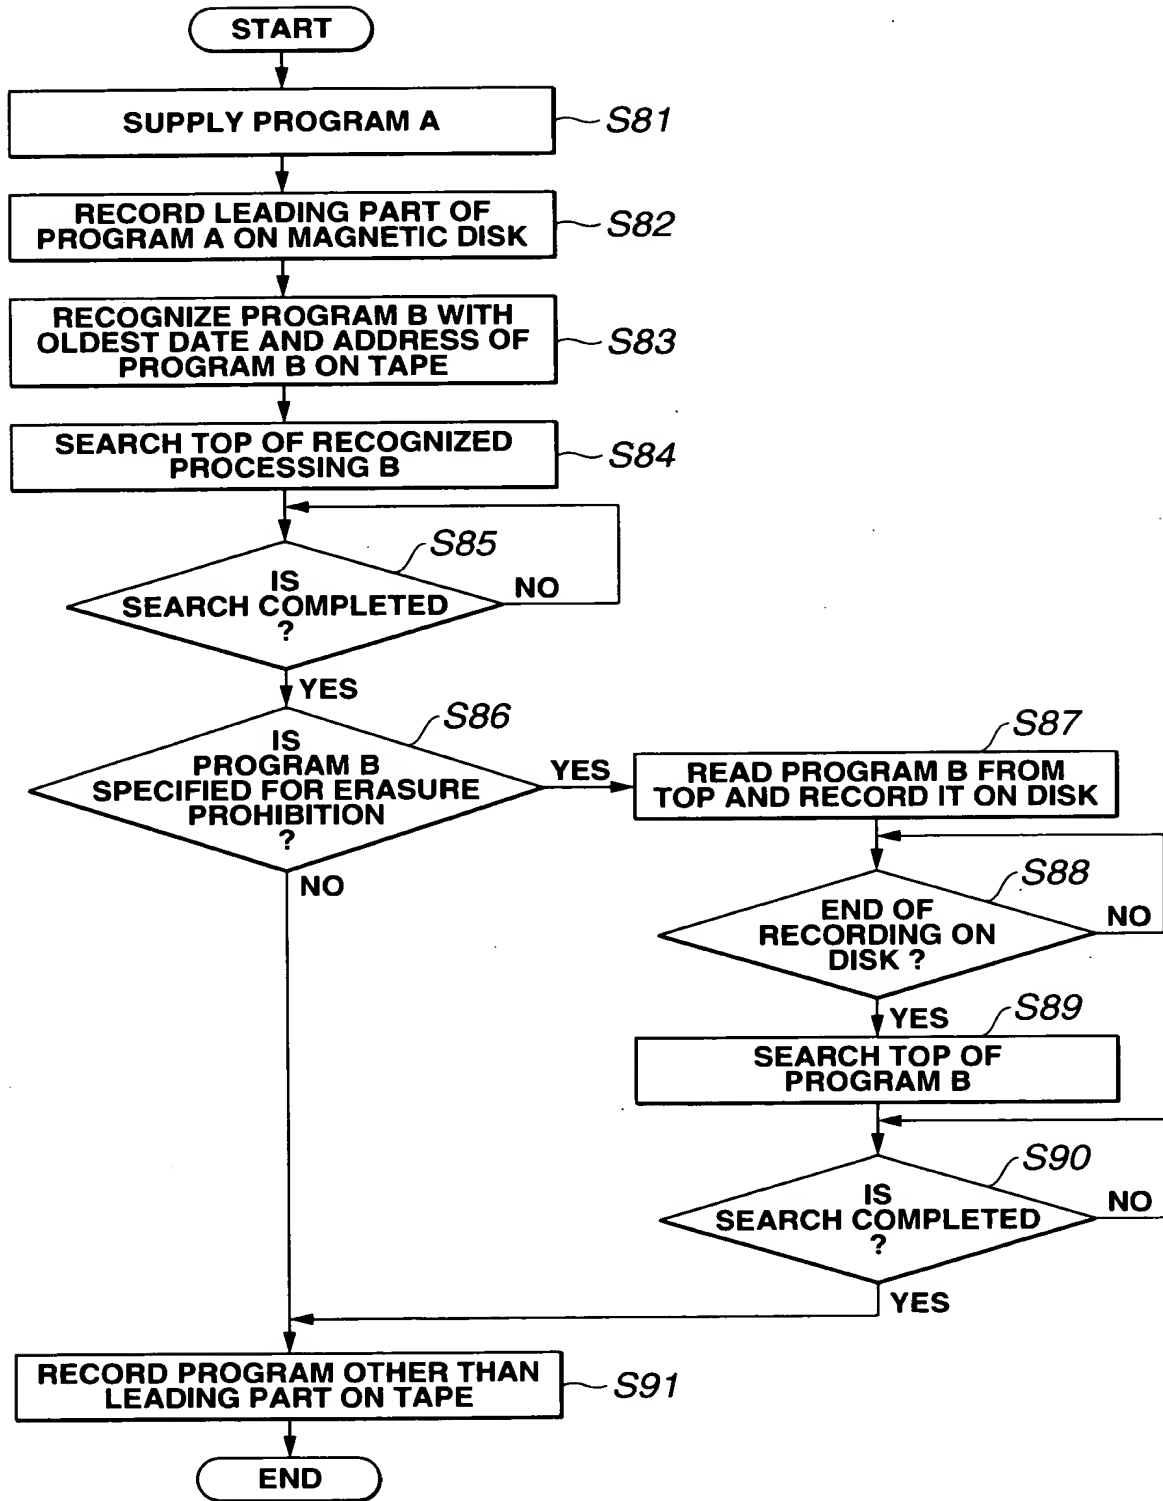 START
SUPPLY PROGRAM A
S81
RECORD LEADING PART OF
PROGRAM A ON MAGNETIC DISK
S82
RECOGNIZE PROGRAM B WITH
OLDEST DATE AND ADDRESS OF
PROGRAM B ON TAPE
S83
SEARCH TOP OF RECOGNIZED
PROCESSING B
S84
S85
IS
SEARCH COMPLETED
?
NO
YES
S86
IS
PROGRAM B
SPECIFIED FOR ERASURE
PROHIBITION
?
YES
NO
S87
READ PROGRAM B FROM
TOP AND RECORD IT ON DISK
S88
END OF
RECORDING ON
DISK ?
NO
YES
S89
SEARCH TOP OF
PROGRAM B
S90
IS
SEARCH COMPLETED
?
NO
YES
RECORD PROGRAM OTHER THAN
LEADING PART ON TAPE
S91
END